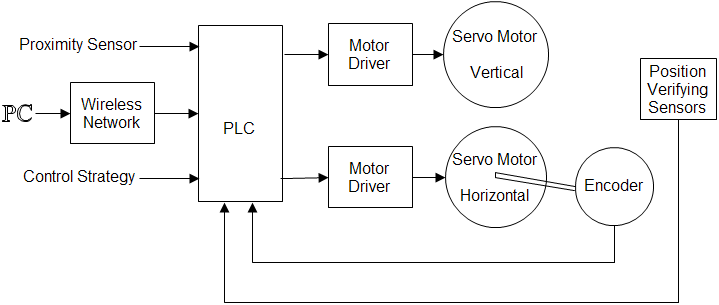 Proximity Sensor
PC
Wireless
Network
Control Strategy
PLC
Motor
Driver
Servo Motor
Vertical
Motor
Driver
Servo Motor
Horizontal
Encoder
Position
Verifying
Sensors